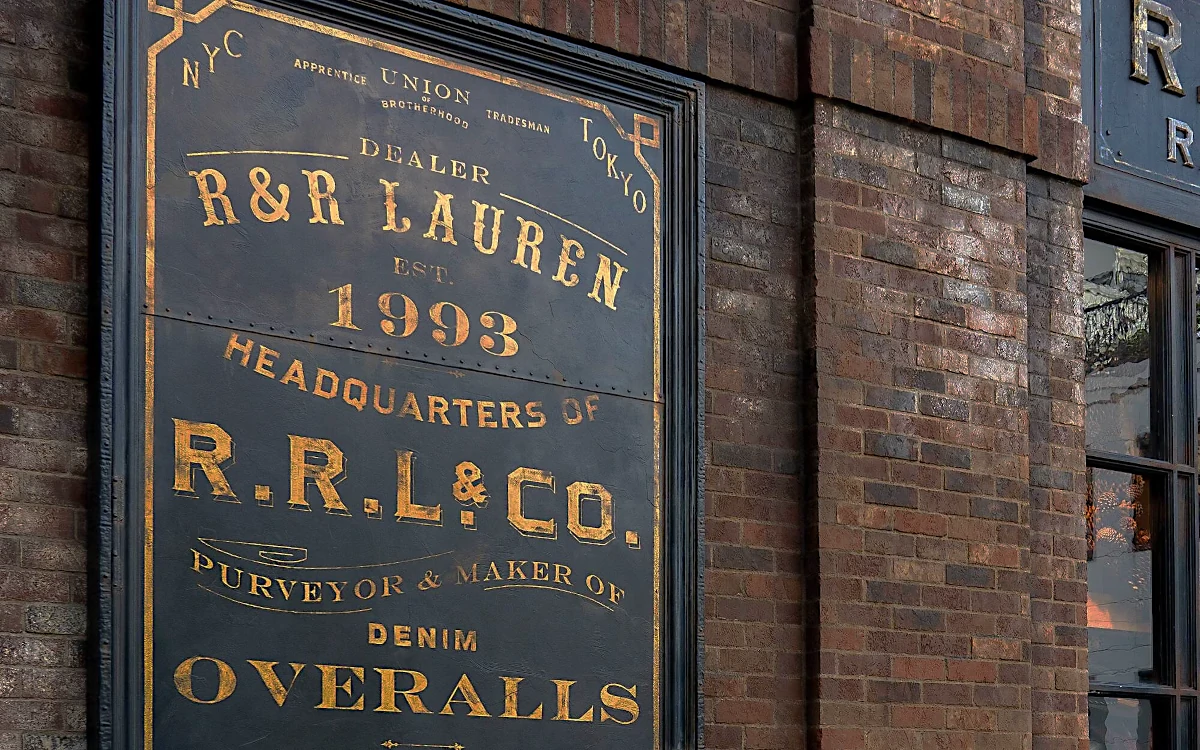 NYC
APPRENTICE UNION OF BROTHERHOOD TRADESMAN
TOKYO
DEALER
R&R LAUREN
EST.
1993
HEADQUARTERS OF
R.R.L. & CO.
PURVEYOR & MAKER OF
DENIM
OVERALLS
R
R